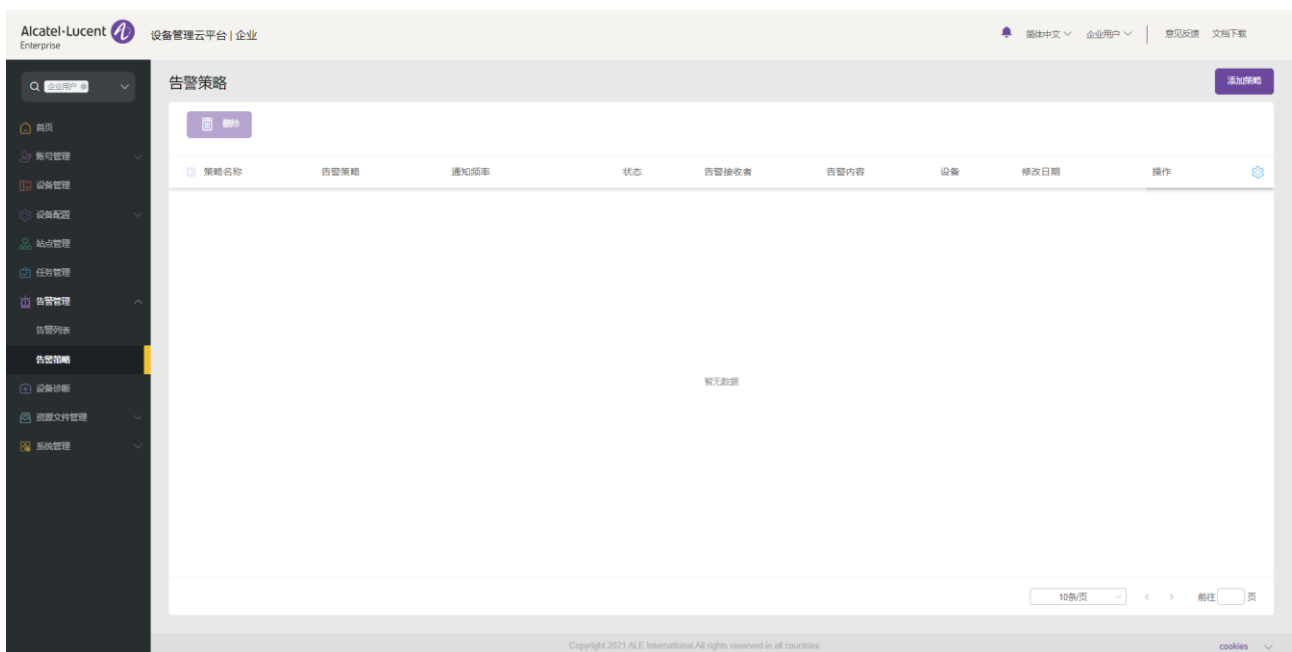 Alcatel·Lucent
Enterprise
设备管理云平台 | 企业
简体中文 企业用户 意见反馈 文档下载
企业用户
首页
账号管理
设备管理
设备配置
站点管理
任务管理
告警管理
告警列表
告警策略
设备诊断
资源文件管理
系统管理
告警策略
添加策略
删除
策略名称 告警策略 通知频率 状态 告警接收者 告警内容 设备 修改日期 操作
暂无数据
10条/页 前往 页
Copyright 2021 ALE International.All rights reserved in all countries
cookies